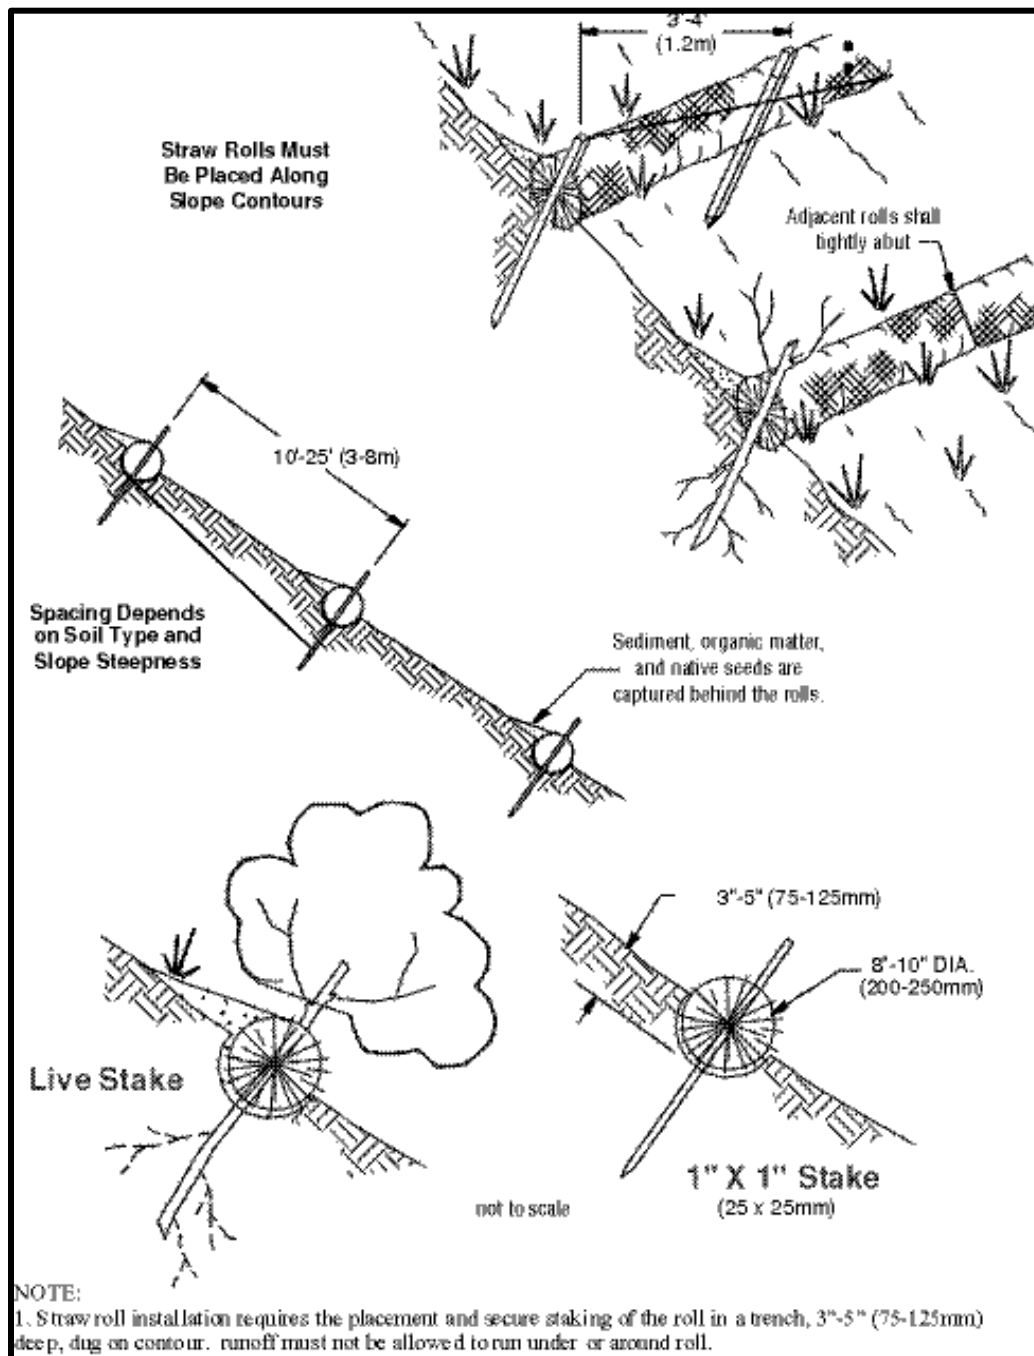 3'-4'
(1.2m)
Straw Rolls Must
Be Placed Along
Slope Contours
Adjacent rolls shall
tightly abut
10'-25' (3-8m)
Spacing Depends
on Soil Type and
Slope Steepness
Sediment, organic matter,
and native seeds are
captured behind the rolls.
3"-5" (75-125mm)
8"-10" DIA.
(200-250mm)
Live Stake
1" X 1" Stake
(25 x 25mm)
not to scale
NOTE:
1. Straw roll installation requires the placement and secure staking of the roll in a trench, 3"-5" (75-125mm)
deep, dug on contour. runoff must not be allowed to run under or around roll.